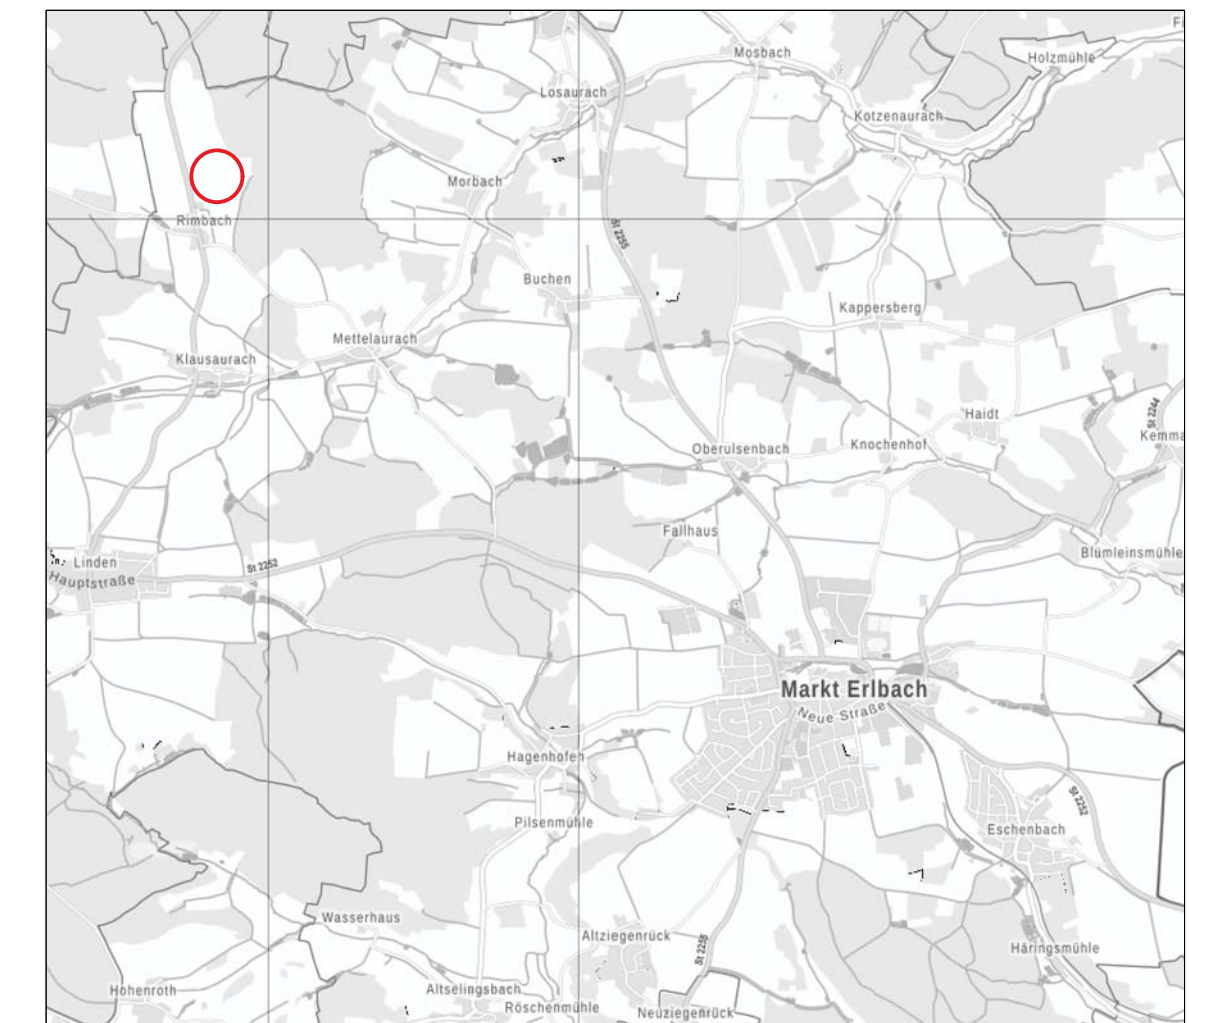 Fi
Mosbach
Holzmühle
Losaurach
Kotzenaurach
Morbach
Rimbach
St 2255
Buchen
Kappersberg
Mettelaurach
Klausaurach
St 2244
Haidt
Kemma
Oberulsenbach
Knochenhof
Fallhaus
Blümleinsmühle
Linden
St 2252
Hauptstraße
Markt Erlbach
Neue Straße
Hagenhofen
St 2252
Pilsenmühle
Eschenbach
Wasserhaus
Altziegenrück
St 2255
Häringsmühle
Hohenroth
Altselingsbach
Röschenmühle
Neuziegenrück